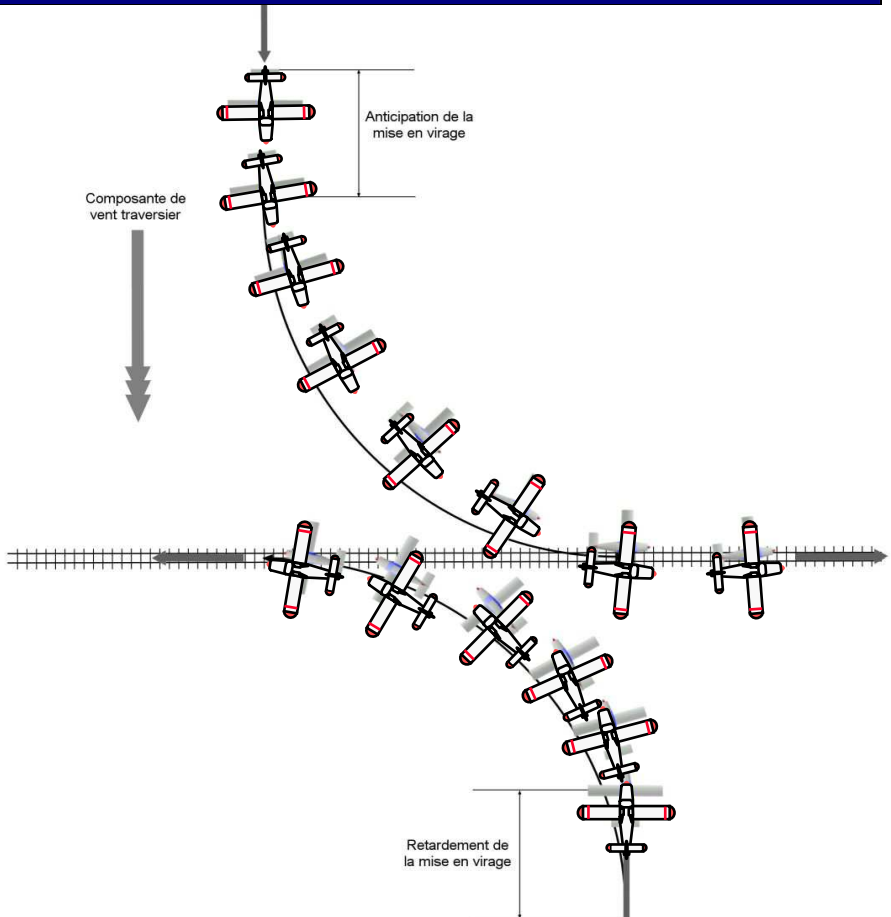 Anticipation de la
mise en virage
Composante de
vent traversier
Retardement de
la mise en virage